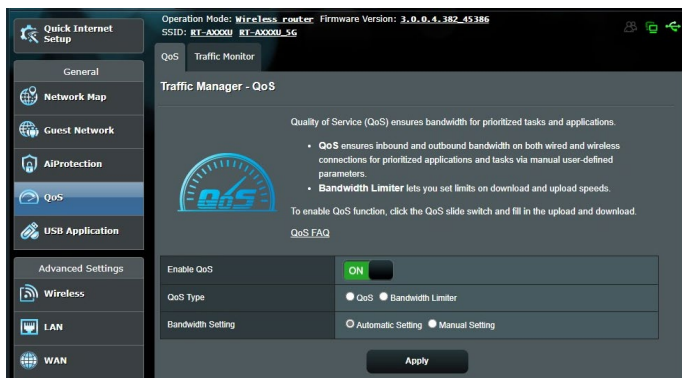 Quick Internet
Setup
Operation Mode: Wireless router Firmware Version: 3.0.0.4.382_45386
SSID: RT-AXXXU RT-AXXXU_5G
QoS Traffic Monitor
General
Network Map
Guest Network
AiProtection
QoS
USB Application
Advanced Settings
Wireless
LAN
WAN
Traffic Manager - QoS
Quality of Service (QoS) ensures bandwidth for prioritized tasks and applications.
• QoS ensures inbound and outbound bandwidth on both wired and wireless
connections for prioritized applications and tasks via manual user-defined
parameters.
• Bandwidth Limiter lets you set limits on download and upload speeds.
To enable QoS function, click the QoS slide switch and fill in the upload and download.
QoS FAQ
QoS
Enable QoS ON
QoS Type QoS Bandwidth Limiter
Bandwidth Setting Automatic Setting Manual Setting
Apply